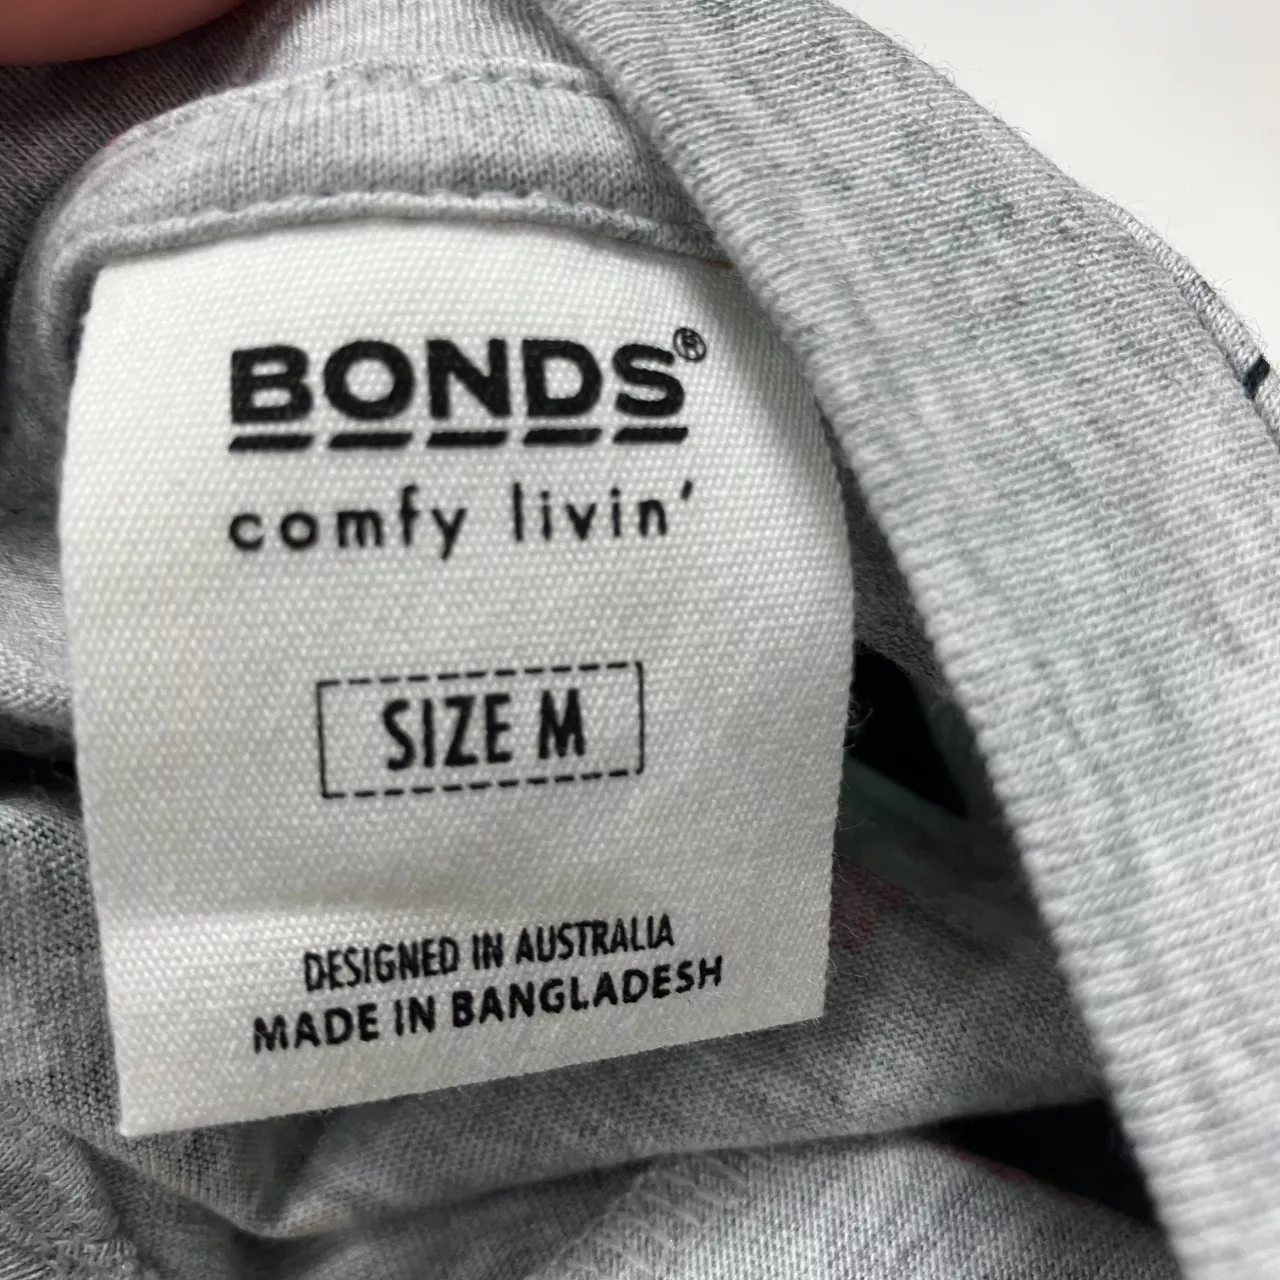 BONDS®
comfy livin'
SIZE M
DESIGNED IN AUSTRALIA
MADE IN BANGLADESH